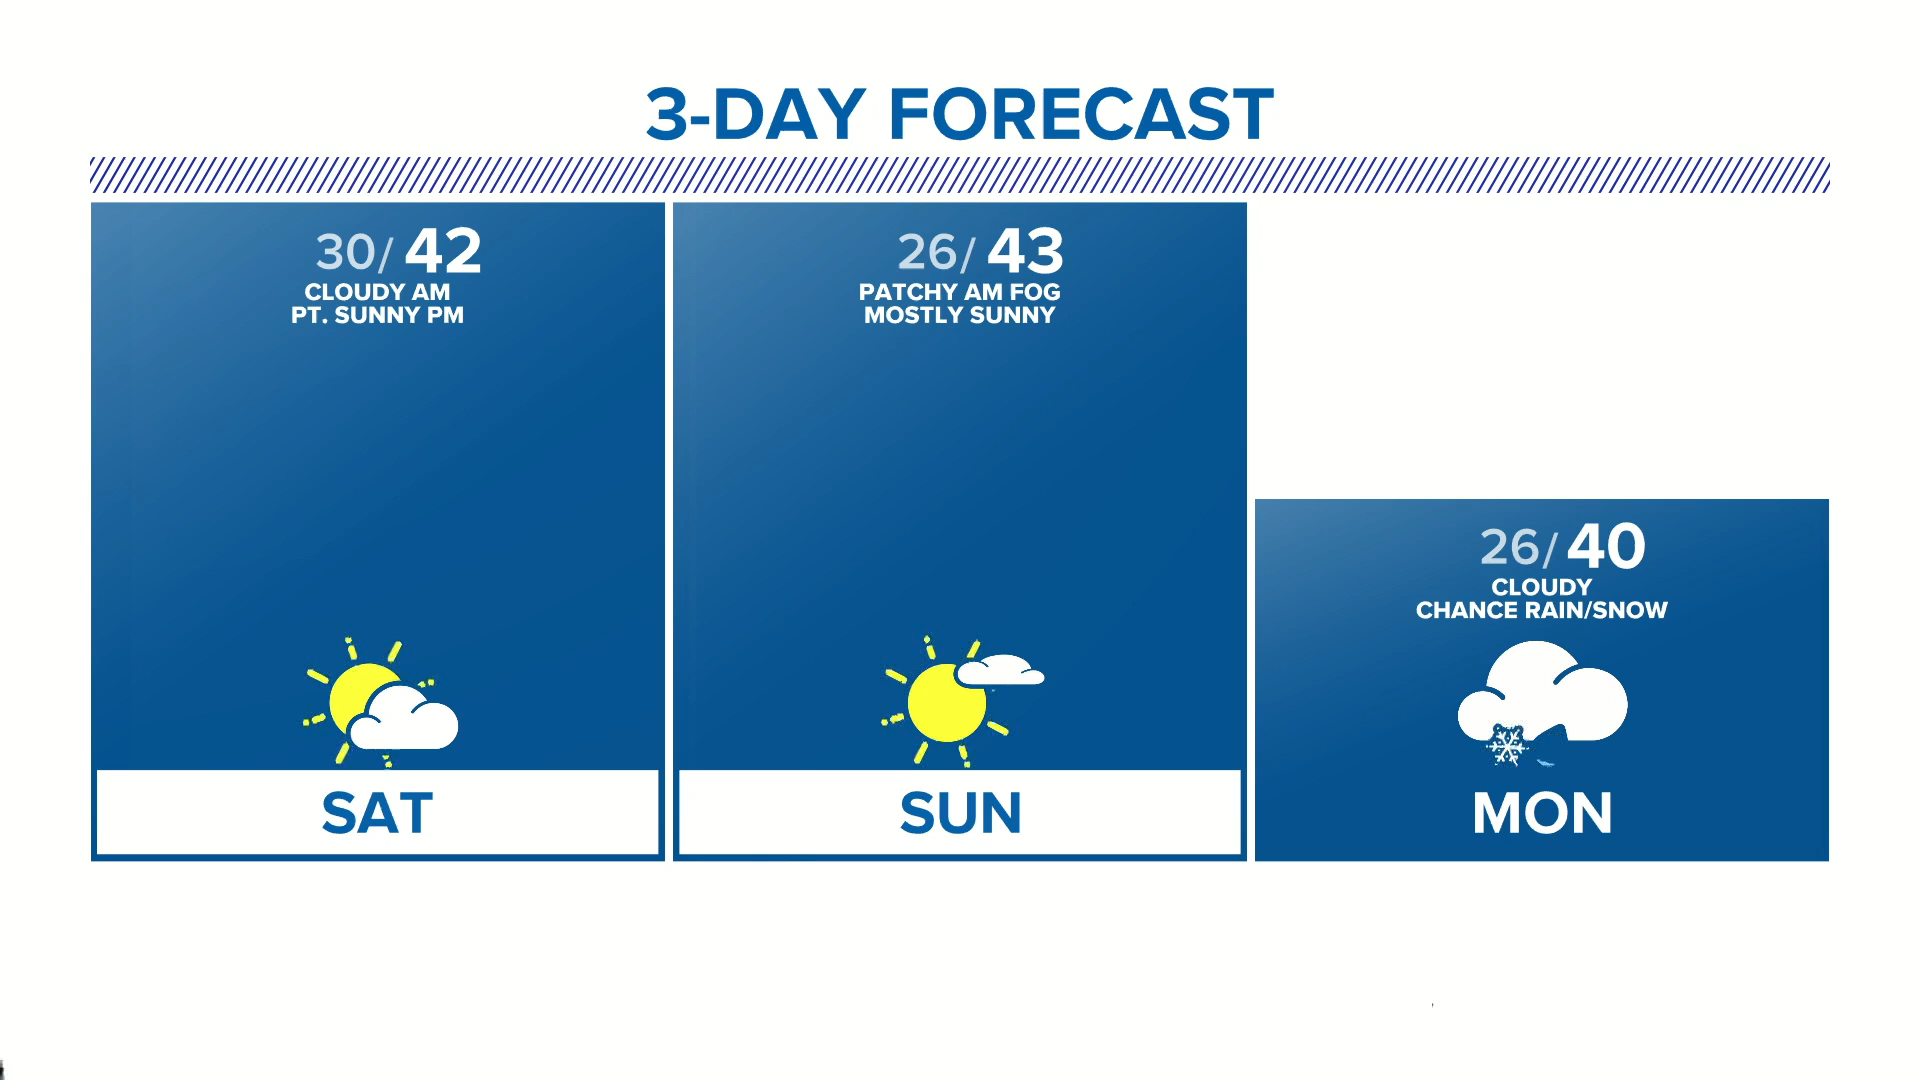 3-DAY FORECAST
30/ 42
CLOUDY AM
PT. SUNNY PM
SAT
26/ 43
PATCHY AM FOG
MOSTLY SUNNY
SUN
26/ 40
CLOUDY
CHANCE RAIN/SNOW
MON